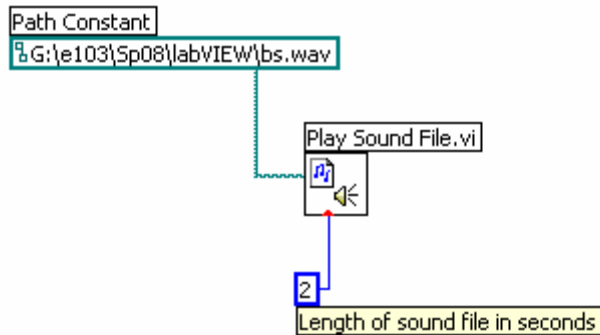 Path Constant
G:\e103\Sp08\labVIEW\bs.wav
Play Sound File.vi
2
Length of sound file in seconds